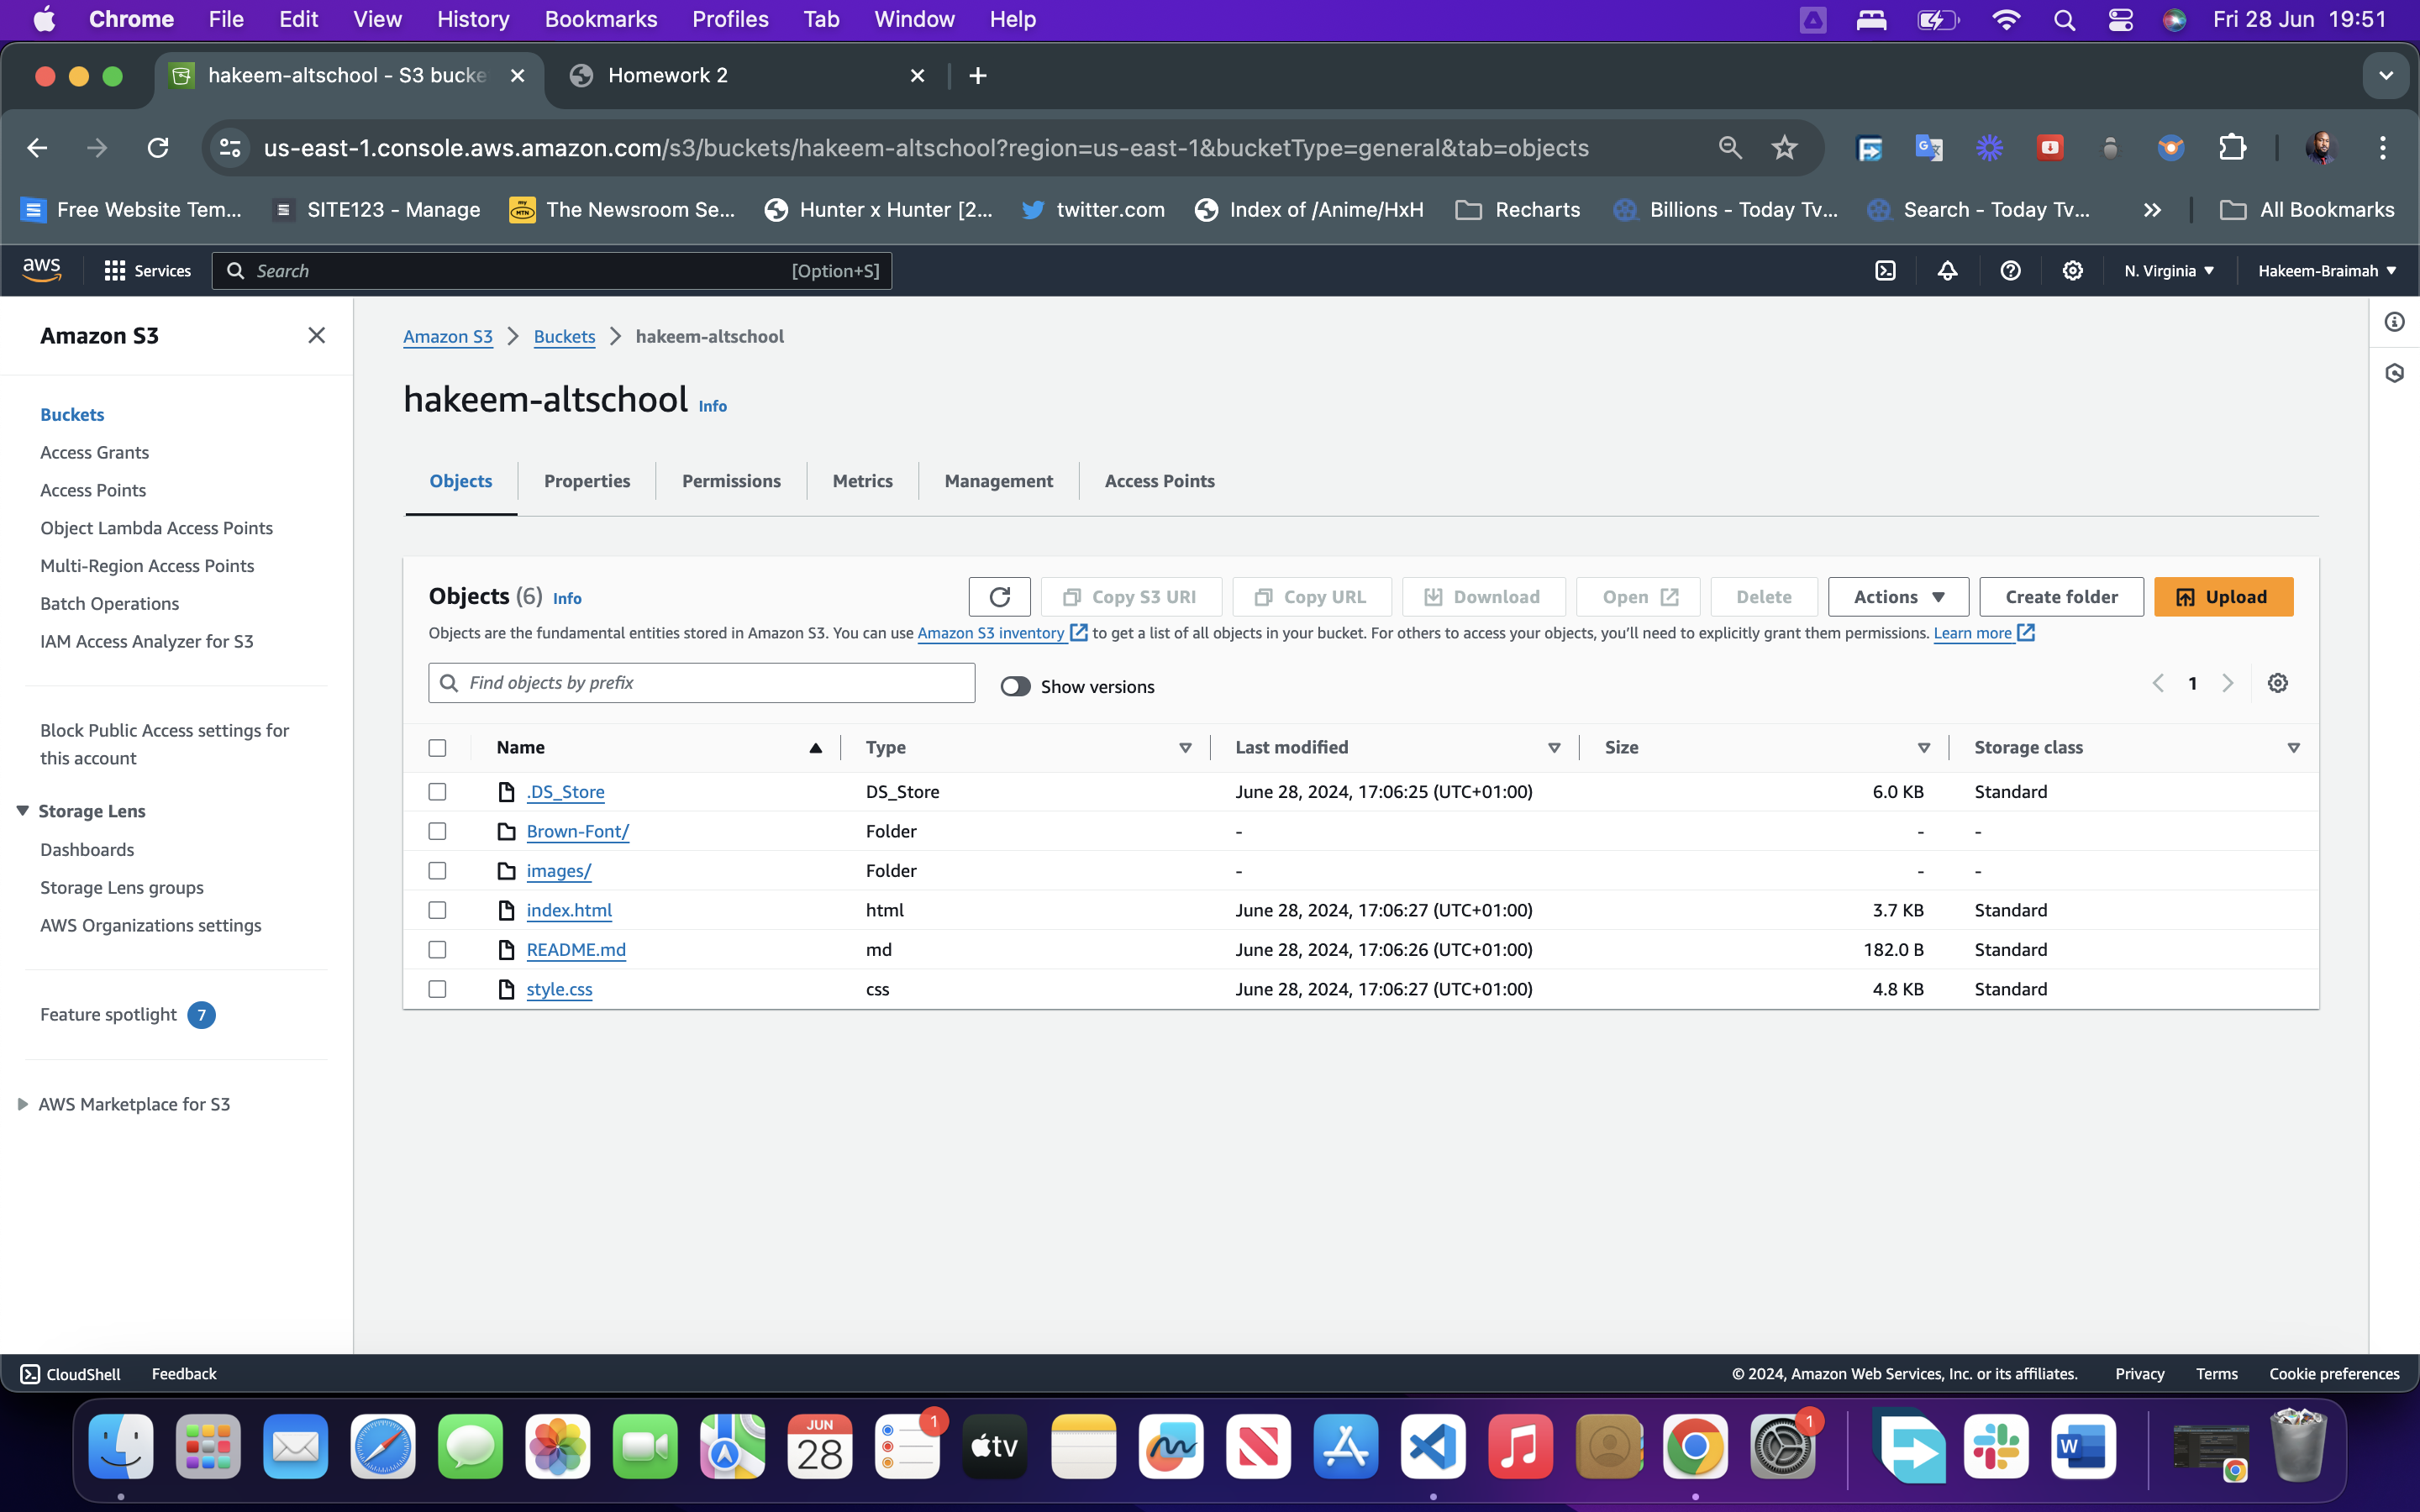 Chrome File Edit View History Bookmarks Profiles Tab Window Help Fri 28 Jun 19:51
hakeem-altschool - S3 bucke Homework 2
us-east-1.console.aws.amazon.com/s3/buckets/hakeem-altschool?region=us-east-1&bucketType=general&tab=objects
Free Website Tem... SITE123 - Manage The Newsroom Se... Hunter x Hunter [2... twitter.com Index of /Anime/HxH Recharts Billions - Today Tv... Search - Today Tv... All Bookmarks
aws Services Search [Option+S] N. Virginia Hakeem-Braimah
Amazon S3
Buckets
Access Grants
Access Points
Object Lambda Access Points
Multi-Region Access Points
Batch Operations
IAM Access Analyzer for S3
Block Public Access settings for
this account
Storage Lens
Dashboards
Storage Lens groups
AWS Organizations settings
Feature spotlight 7
AWS Marketplace for S3
Amazon S3 Buckets hakeem-altschool
hakeem-altschool Info
Objects Properties Permissions Metrics Management Access Points
Objects (6) Info Copy S3 URI Copy URL Download Open Delete Actions Create folder Upload
Objects are the fundamental entities stored in Amazon S3. You can use Amazon S3 inventory to get a list of all objects in your bucket. For others to access your objects, you'll need to explicitly grant them permissions. Learn more
Find objects by prefix Show versions 1
Name Type Last modified Size Storage class
.DS_Store DS_Store June 28, 2024, 17:06:25 (UTC+01:00) 6.0 KB Standard
Brown-Font/ Folder - - -
images/ Folder - - -
index.html html June 28, 2024, 17:06:27 (UTC+01:00) 3.7 KB Standard
README.md md June 28, 2024, 17:06:26 (UTC+01:00) 182.0 B Standard
style.css css June 28, 2024, 17:06:27 (UTC+01:00) 4.8 KB Standard
CloudShell Feedback © 2024, Amazon Web Services, Inc. or its affiliates. Privacy Terms Cookie preferences
JUN
28
1
tv
1
W